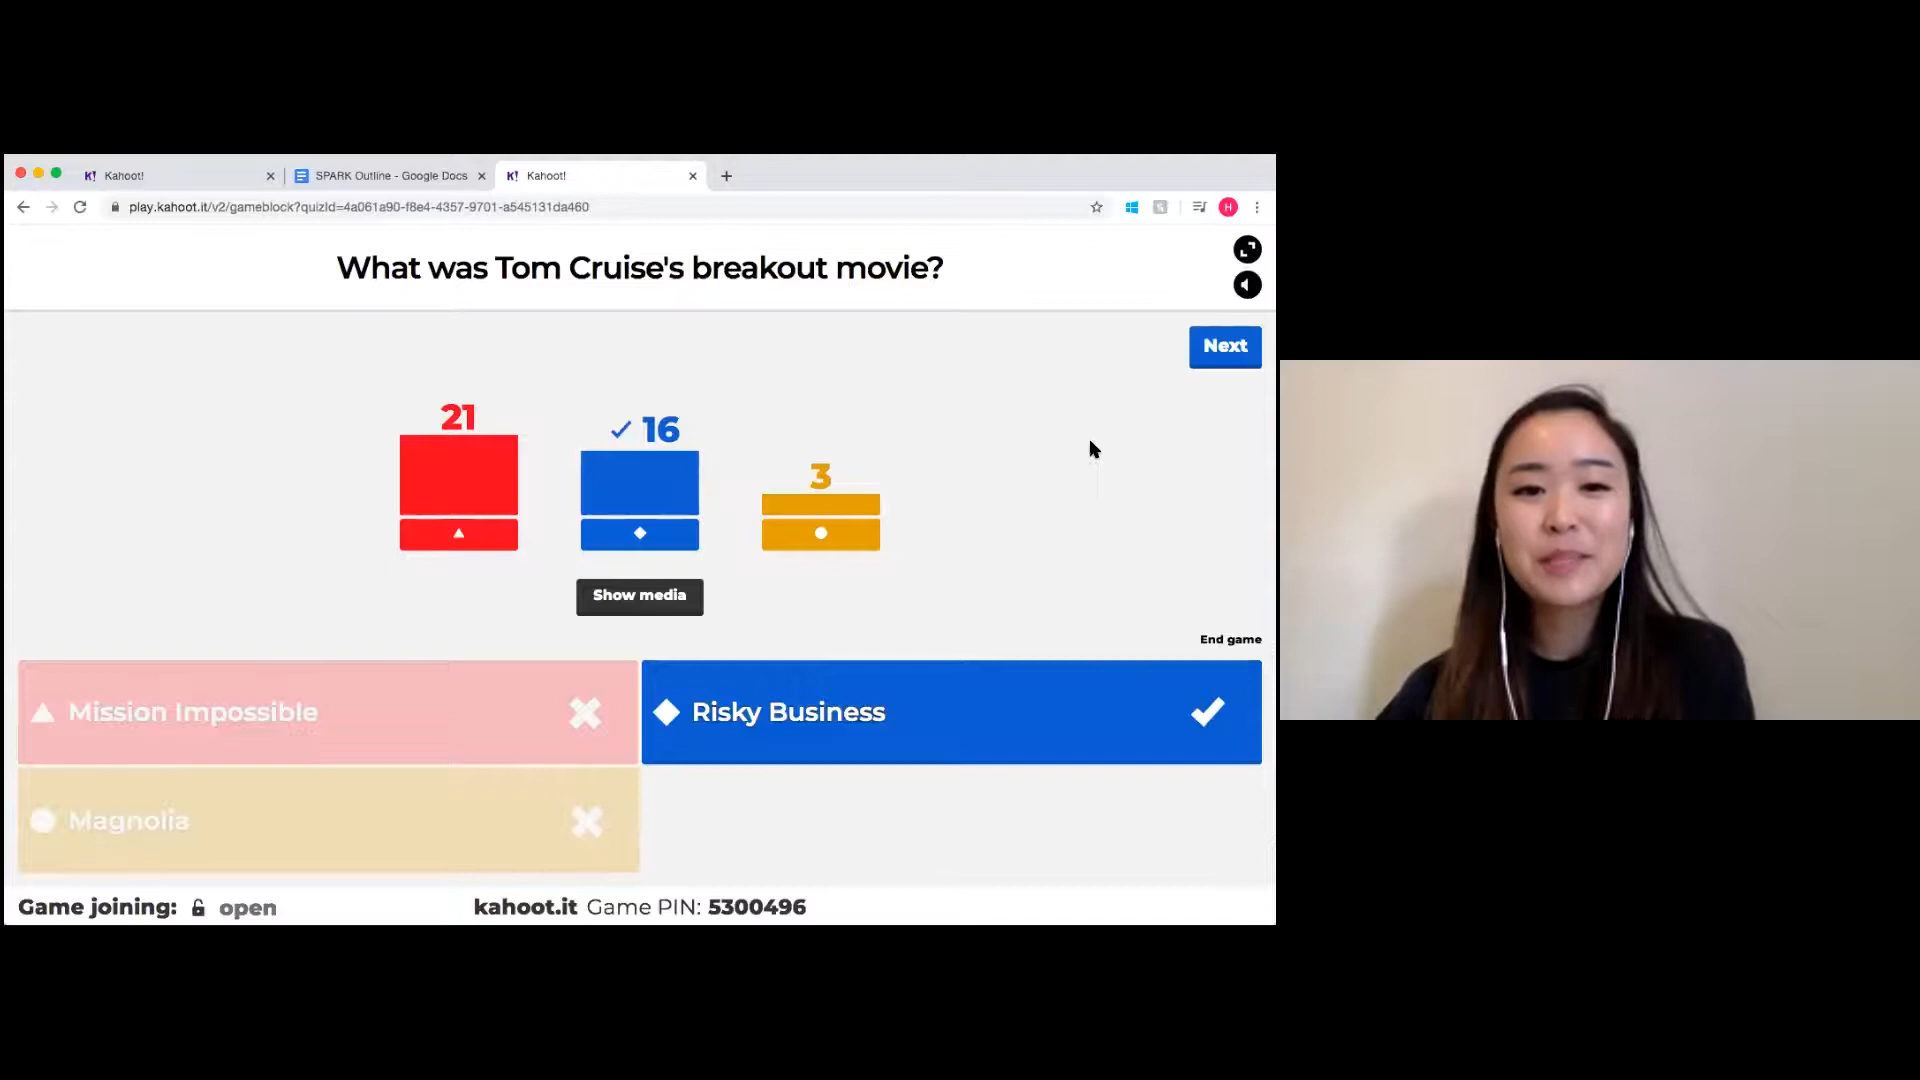 K! Kahoot!
SPARK Outline - Google Docs
K! Kahoot!
play.kahoot.it/v2/gameblock?quizId=4a061a90-f8e4-4357-9701-a545131da460
H
What was Tom Cruise's breakout movie?
Next
21
16
3
Show media
End game
Mission Impossible
Risky Business
Magnolia
Game joining: open
kahoot.it Game PIN: 5300496